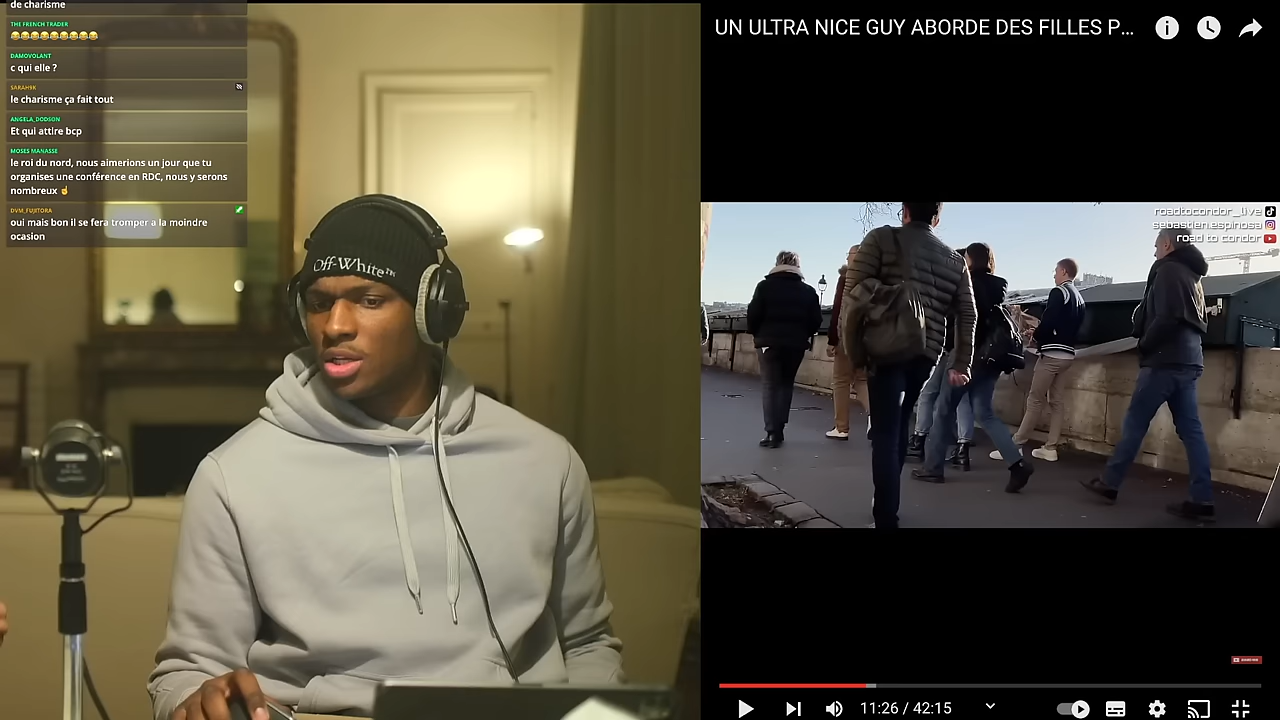 de charisme
THE FRENCH TRADER
😂😂😂😂😂😂😂😂😂
DAMOVOLANT
c qui elle ?
SARAH9K
le charisme ça fait tout
ANGELA_DODSON
Et qui attire bcp
MOSES MANASSE
le roi du nord, nous aimerions un jour que tu
organises une conférence en RDC, nous y serons
nombreux ☝
DVM_FUJITORA
oui mais bon il se fera tromper a la moindre
ocasion
Off-White™
UN ULTRA NICE GUY ABORDE DES FILLES P...
roadtocondor_live
sebastien.espinosa
road to condor
11:26 / 42:15